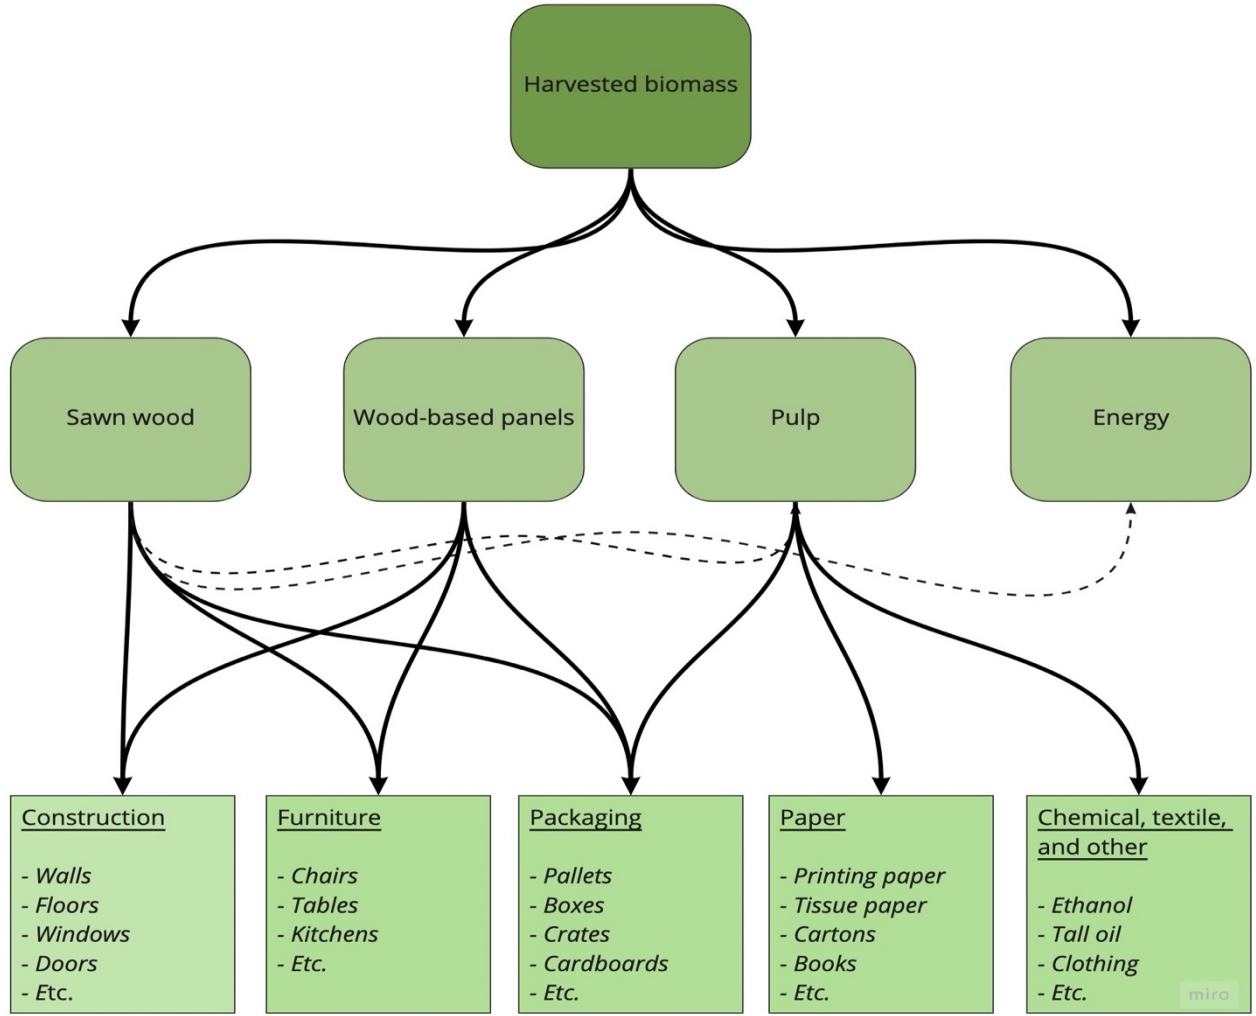 Harvested biomass
Sawn wood
Wood-based panels
Pulp
Energy
Construction
- Walls
- Floors
- Windows
- Doors
- Etc.
Furniture
- Chairs
- Tables
- Kitchens
- Etc.
Packaging
- Pallets
- Boxes
- Crates
- Cardboards
- Etc.
Paper
- Printing paper
- Tissue paper
- Cartons
- Books
- Etc.
Chemical, textile,
and other
- Ethanol
- Tall oil
- Clothing
- Etc.
miro